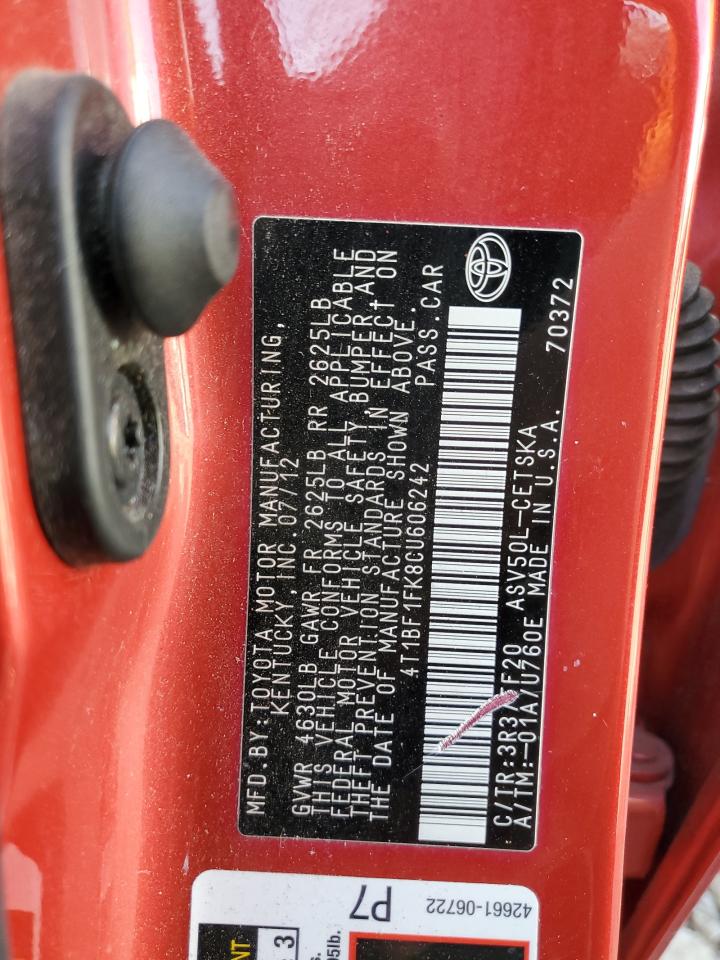 MFD.BY:TOYOTA MOTOR MANUFACTURING,
KENTUCKY,INC.07/12
GVWR 4630LB GAWR FR 2625LB RR 2625LB
THIS VEHICLE CONFORMS TO ALL APPLICABLE
FEDERAL MOTOR VEHICLE SAFETY,BUMPER,AND
THEFT PREVENTION STANDARDS IN EFFECT ON
THE DATE OF MANUFACTURE SHOWN ABOVE.
4T1BF1FK8CU606242 PASS.CAR
C/TR:3R3 F20 ASV50L-CETSKA
A/TM:-01A/U760E MADE IN U.S.A. 70372
P7
42661-06722
3